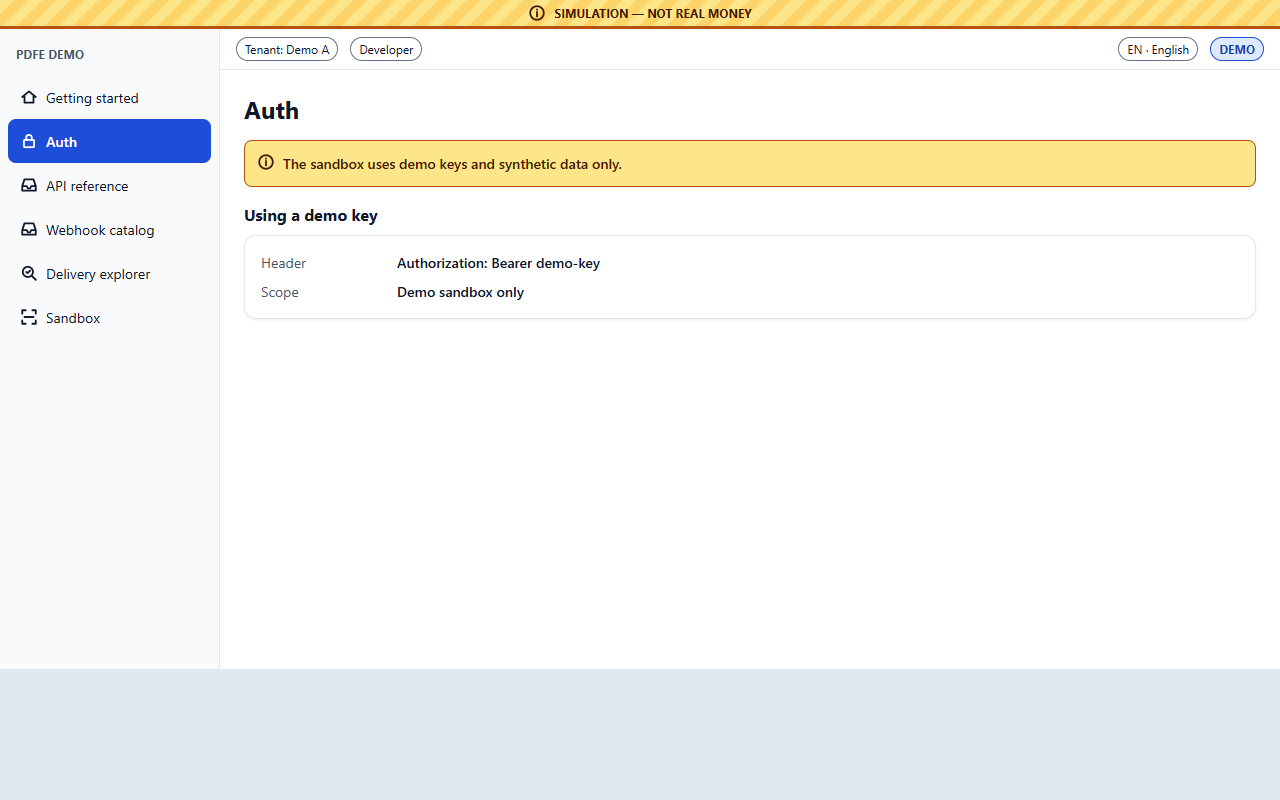 SIMULATION — NOT REAL MONEY
PDFE DEMO
Getting started
Auth
API reference
Webhook catalog
Delivery explorer
Sandbox
Tenant: Demo A
Developer
EN · English
DEMO
Auth
The sandbox uses demo keys and synthetic data only.
Using a demo key
Header Authorization: Bearer demo-key
Scope Demo sandbox only